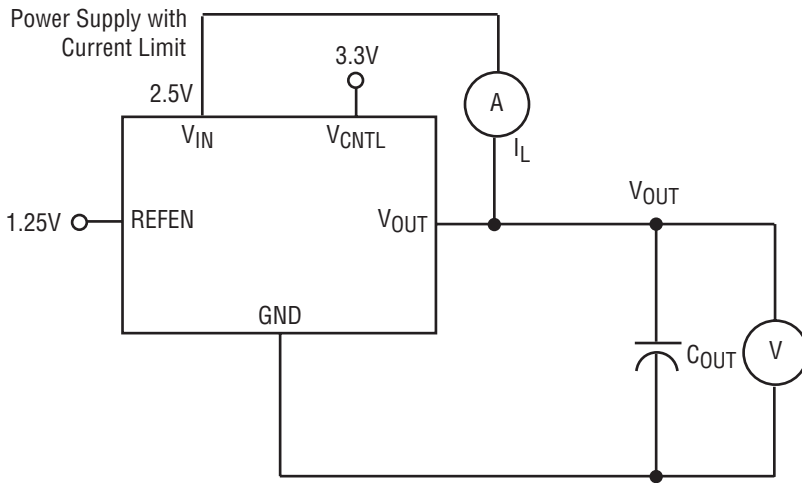 Power Supply with
Current Limit
3.3V
2.5V
A
VIN
VCNTL
IL
VOUT
1.25V
REFEN
VOUT
GND
COUT
V